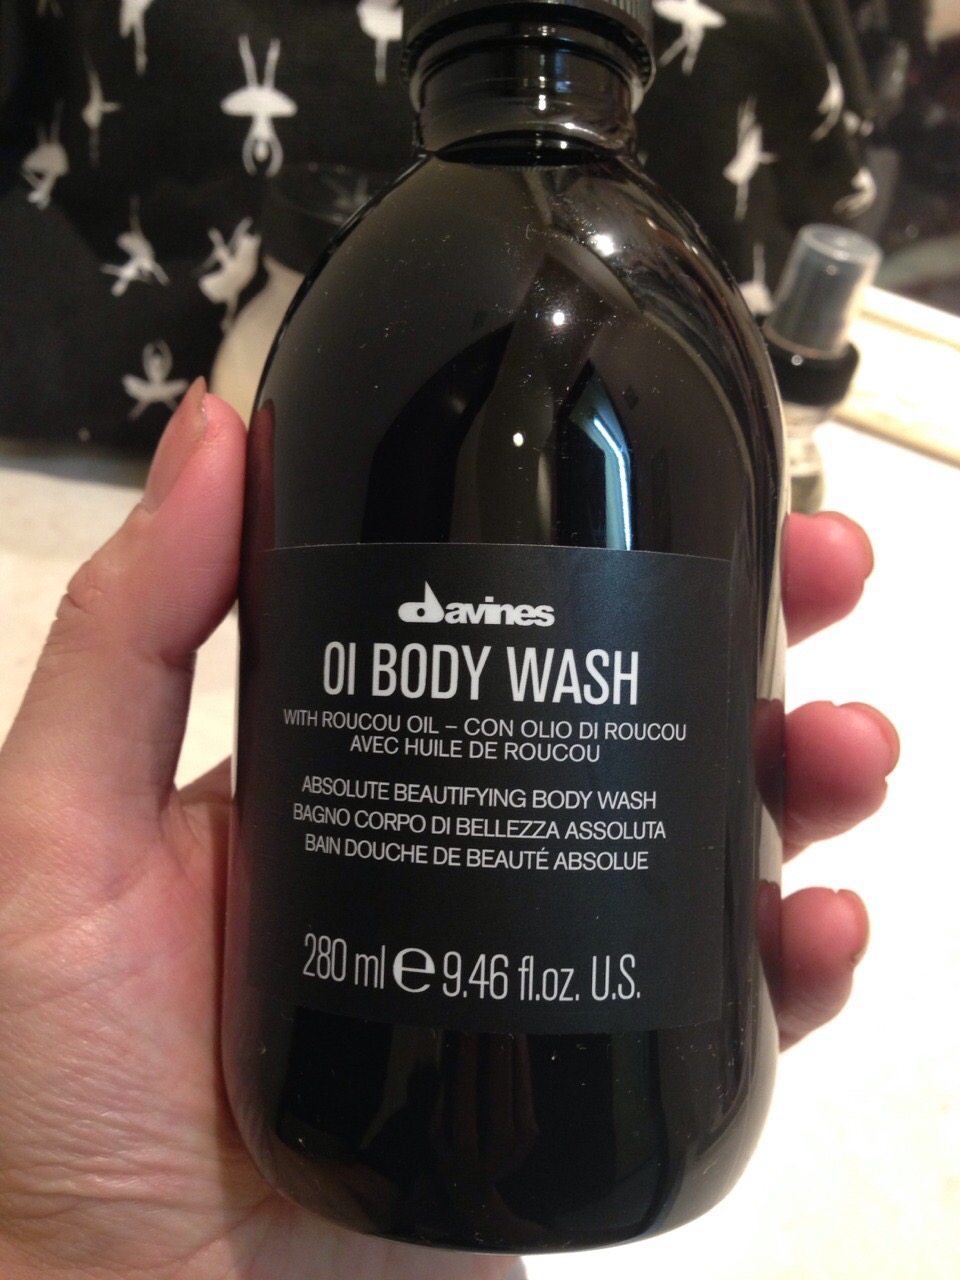 davines
OI BODY WASH
WITH ROUCOU OIL – CON OLIO DI ROUCOU
AVEC HUILE DE ROUCOU
ABSOLUTE BEAUTIFYING BODY WASH
BAGNO CORPO DI BELLEZZA ASSOLUTA
BAIN DOUCHE DE BEAUTÉ ABSOLUE
280 ml e 9.46 fl.oz. U.S.